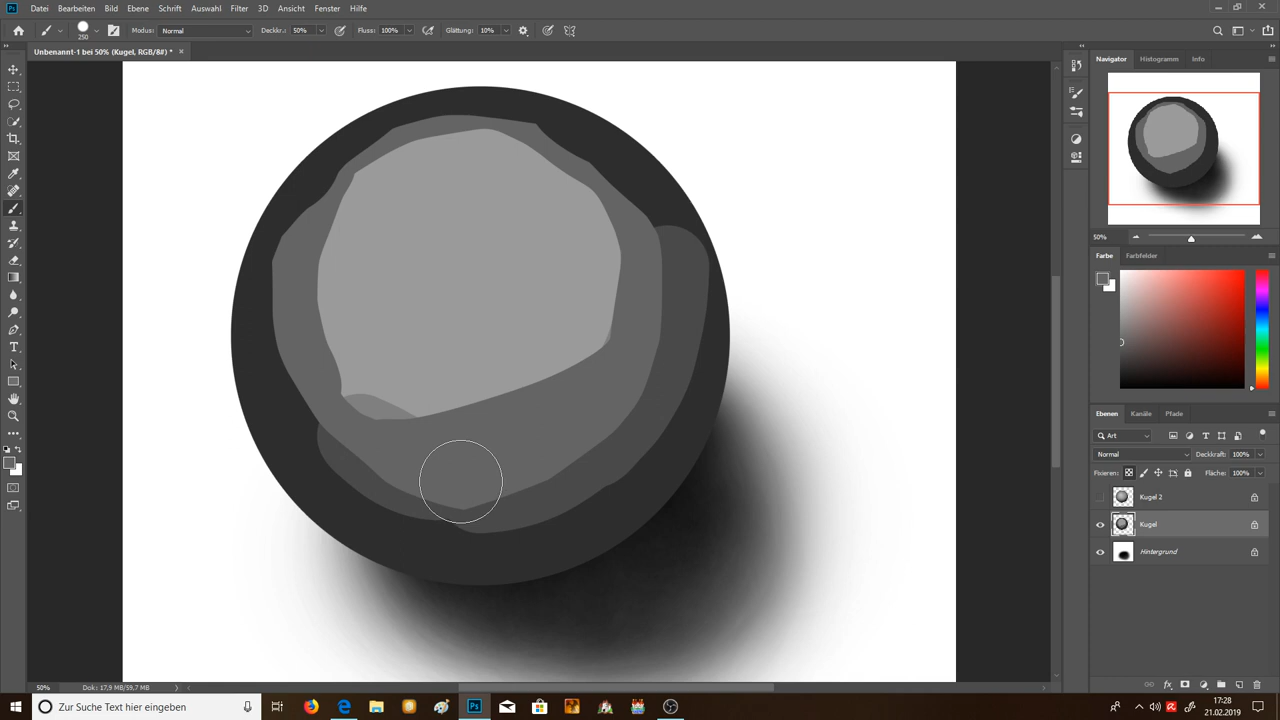 Ps Datei Bearbeiten Bild Ebene Schrift Auswahl Filter 3D Ansicht Fenster Hilfe
250 Modus: Normal Deckkr.: 50% Fluss: 100% Glättung: 10%
Unbenannt-1 bei 50% (Kugel, RGB/8#) *
Navigator Histogramm Info
50%
Farbe Farbfelder
Ebenen Kanäle Pfade
Art
Normal Deckkraft: 100%
Fixieren: Fläche: 100%
Kugel 2
Kugel
Hintergrund
50% Dok: 17,9 MB/59,7 MB
Zur Suche Text hier eingeben
Ps
17:28
21.02.2019